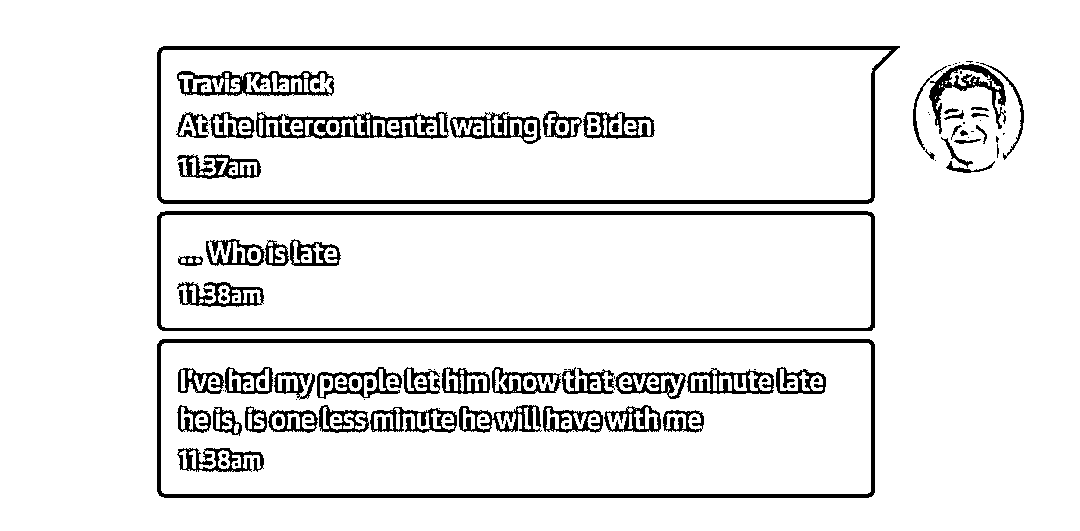 Travis Kalanick
At the intercontinental waiting for Biden
11.37am
... Who is late
11.38am
I've had my people let him know that every minute late
he is, is one less minute he will have with me
11.38am